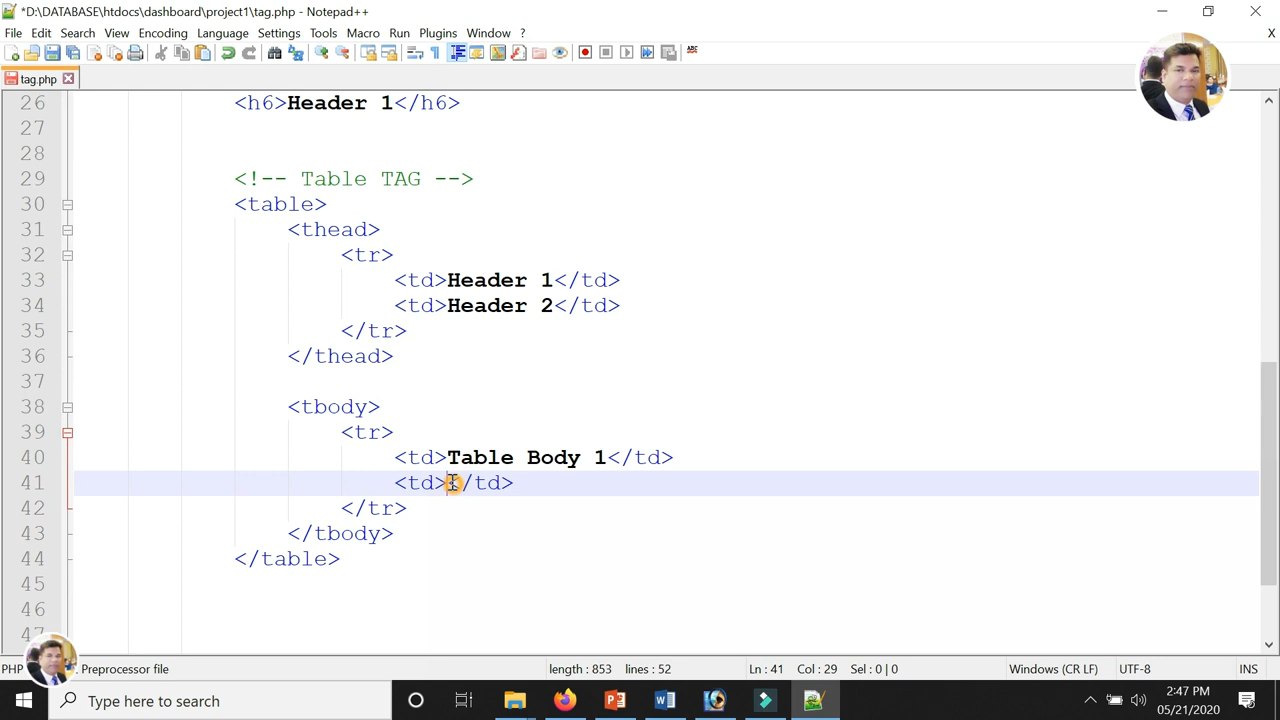 *D:\DATABASE\htdocs\dashboard\project1\tag.php - Notepad++
File Edit Search View Encoding Language Settings Tools Macro Run Plugins Window ? X
tag.php
26 <h6>Header 1</h6>
27
28
29 <!-- Table TAG -->
30 <table>
31 <thead>
32 <tr>
33 <td>Header 1</td>
34 <td>Header 2</td>
35 </tr>
36 </thead>
37
38 <tbody>
39 <tr>
40 <td>Table Body 1</td>
41 <td></td>
42 </tr>
43 </tbody>
44 </table>
45
46
47
PHP Preprocessor file length : 853 lines : 52 Ln : 41 Col : 29 Sel : 0 | 0 Windows (CR LF) UTF-8 INS
Type here to search 2:47 PM
05/21/2020